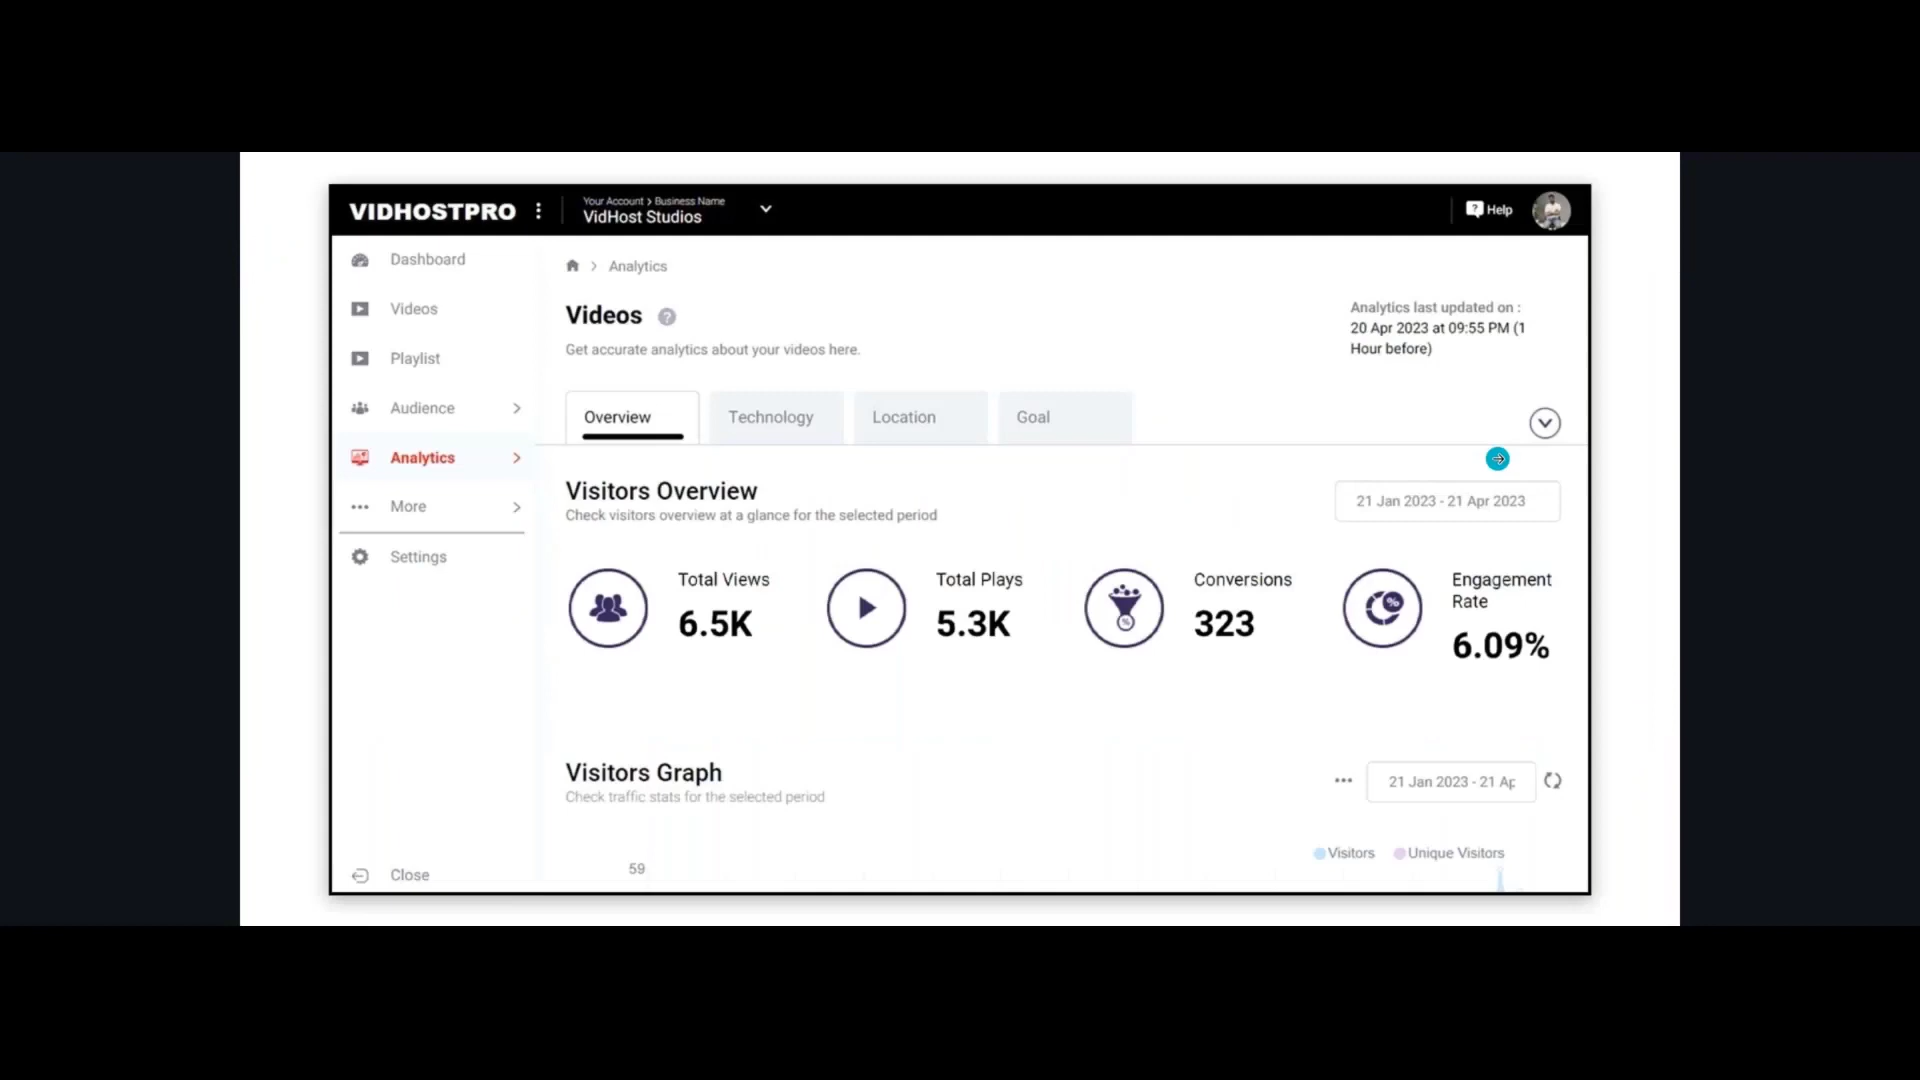 VIDHOSTPRO
Your Account > Business Name
VidHost Studios
Help
Dashboard
Videos
Playlist
Audience
Analytics
More
Settings
Close
Analytics
Videos
Get accurate analytics about your videos here.
Analytics last updated on :
20 Apr 2023 at 09:55 PM (1
Hour before)
Overview
Technology
Location
Goal
Visitors Overview
Check visitors overview at a glance for the selected period
21 Jan 2023 - 21 Apr 2023
Total Views
6.5K
Total Plays
5.3K
Conversions
323
Engagement
Rate
6.09%
Visitors Graph
Check traffic stats for the selected period
21 Jan 2023 - 21 Ap
Visitors
Unique Visitors
59